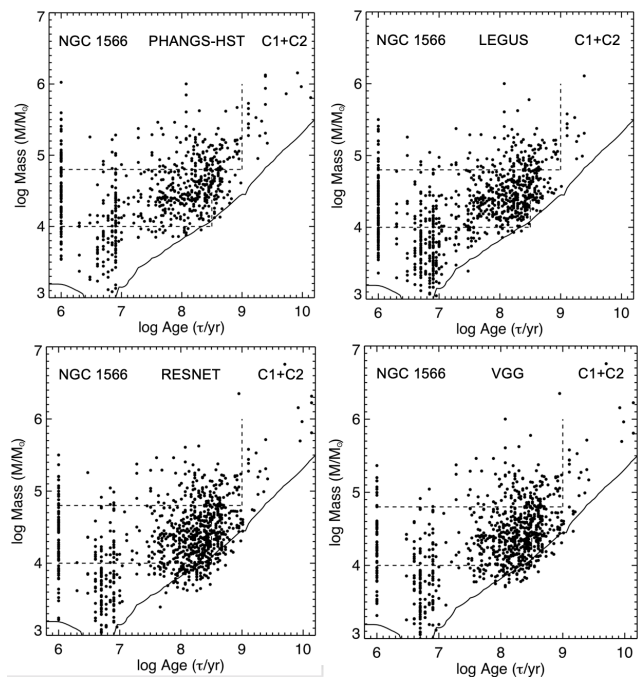 7
NGC 1566 PHANGS-HST C1+C2
6
5
4
3
log Mass (M/M☉)
6 7 8 9 10
log Age (τ/yr)
7
NGC 1566 LEGUS C1+C2
6
5
4
3
log Mass (M/M☉)
6 7 8 9 10
log Age (τ/yr)
7
NGC 1566 RESNET C1+C2
6
5
4
3
log Mass (M/M☉)
6 7 8 9 10
log Age (τ/yr)
7
NGC 1566 VGG C1+C2
6
5
4
3
log Mass (M/M☉)
6 7 8 9 10
log Age (τ/yr)